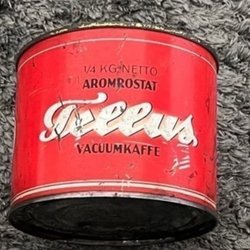 1/4 KG. NETTO
AROMROSTAT
Tellus
VACUUMKAFFE